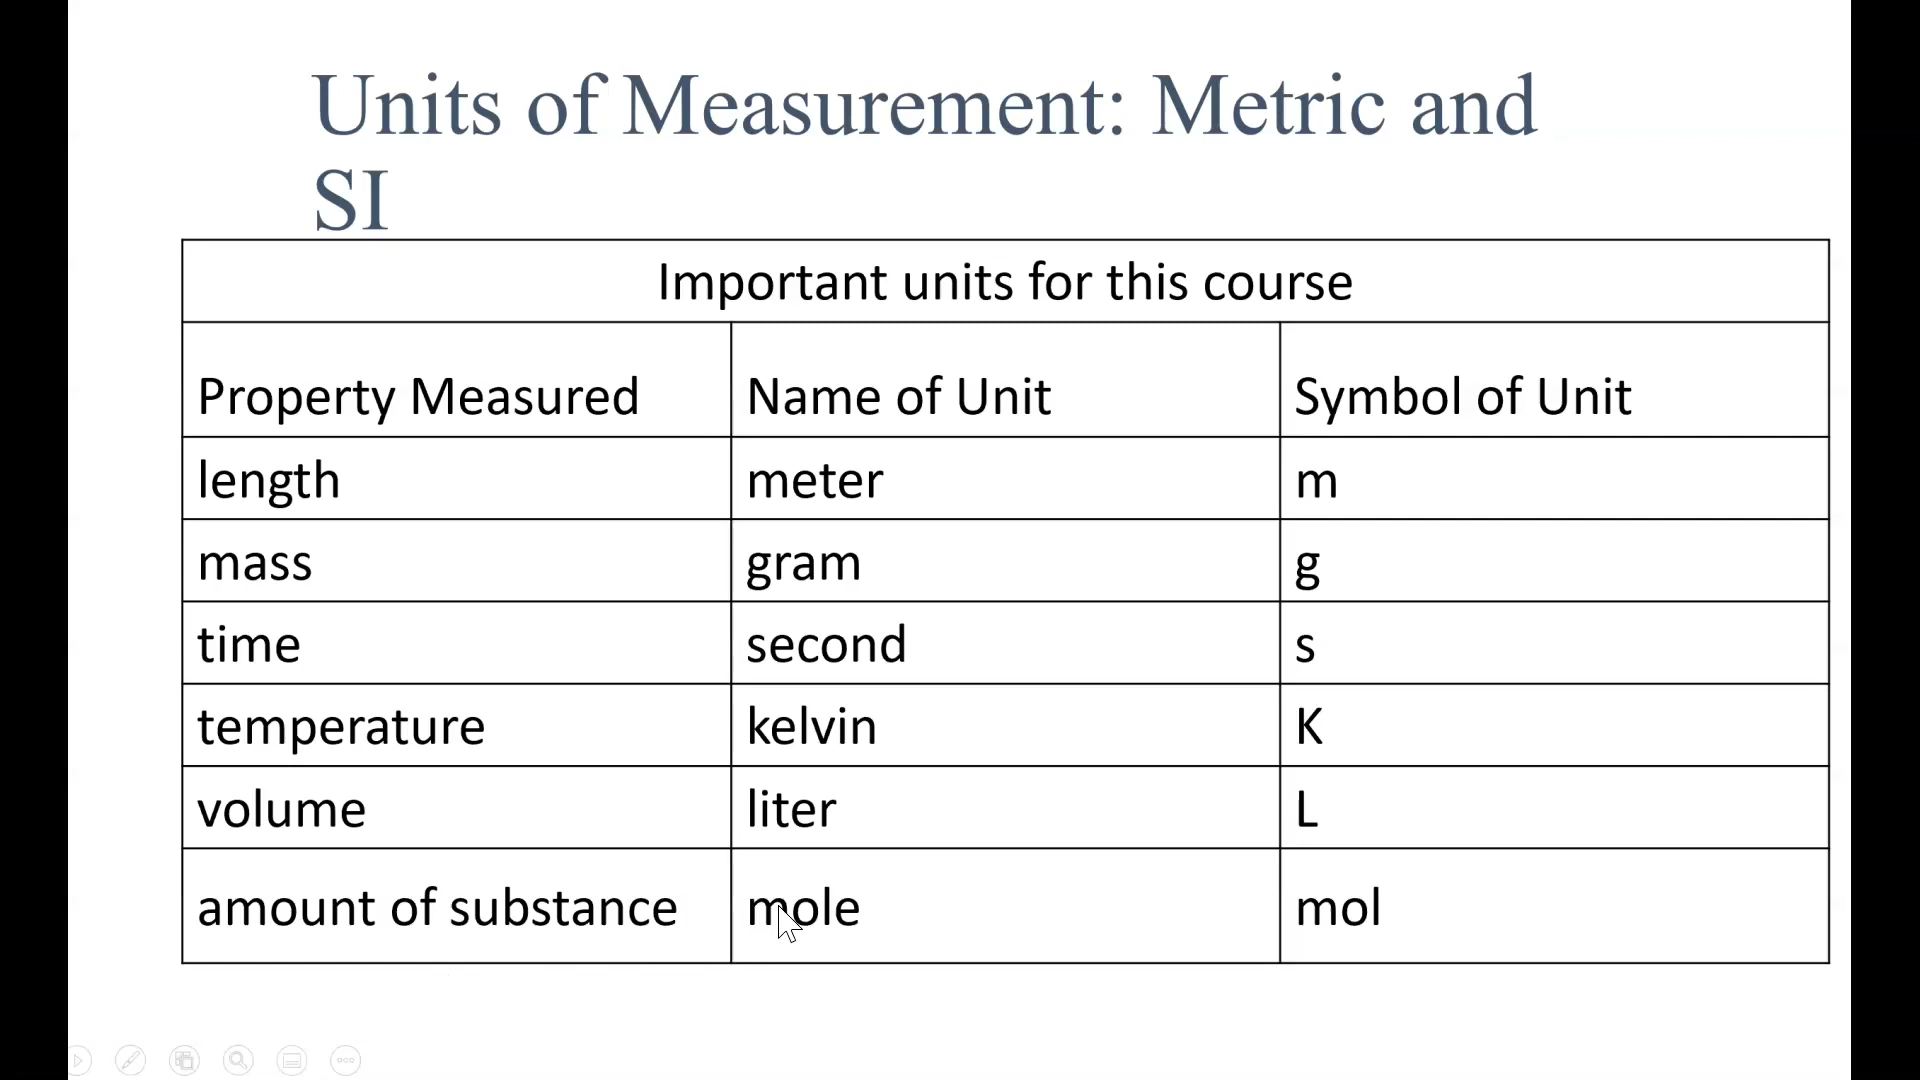 Units of Measurement: Metric and
SI
Important units for this course
Property Measured Name of Unit Symbol of Unit
length meter m
mass gram g
time second s
temperature kelvin K
volume liter L
amount of substance mole mol